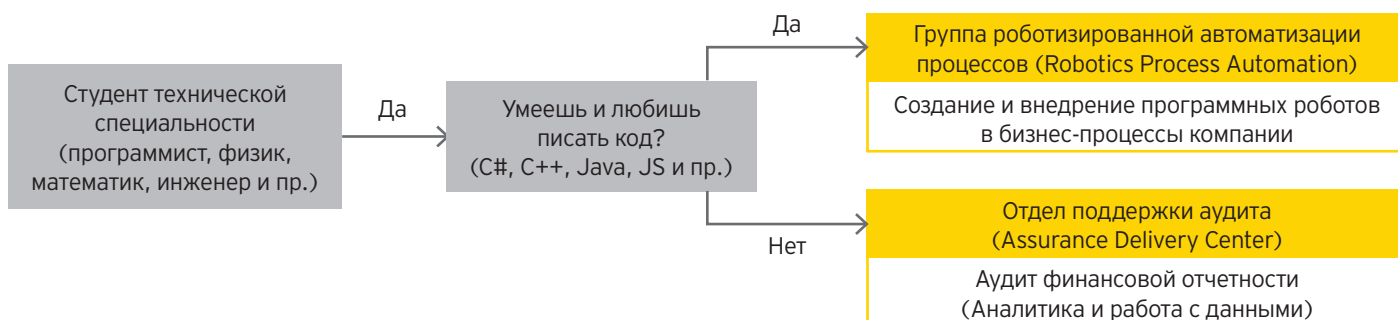 Студент технической
специальности
(программист, физик,
математик, инженер и пр.)
Да
Умеешь и любишь
писать код?
(C#, C++, Java, JS и пр.)
Да
Группа роботизированной автоматизации
процессов (Robotics Process Automation)
Создание и внедрение программных роботов
в бизнес-процессы компании
Нет
Отдел поддержки аудита
(Assurance Delivery Center)
Аудит финансовой отчетности
(Аналитика и работа с данными)